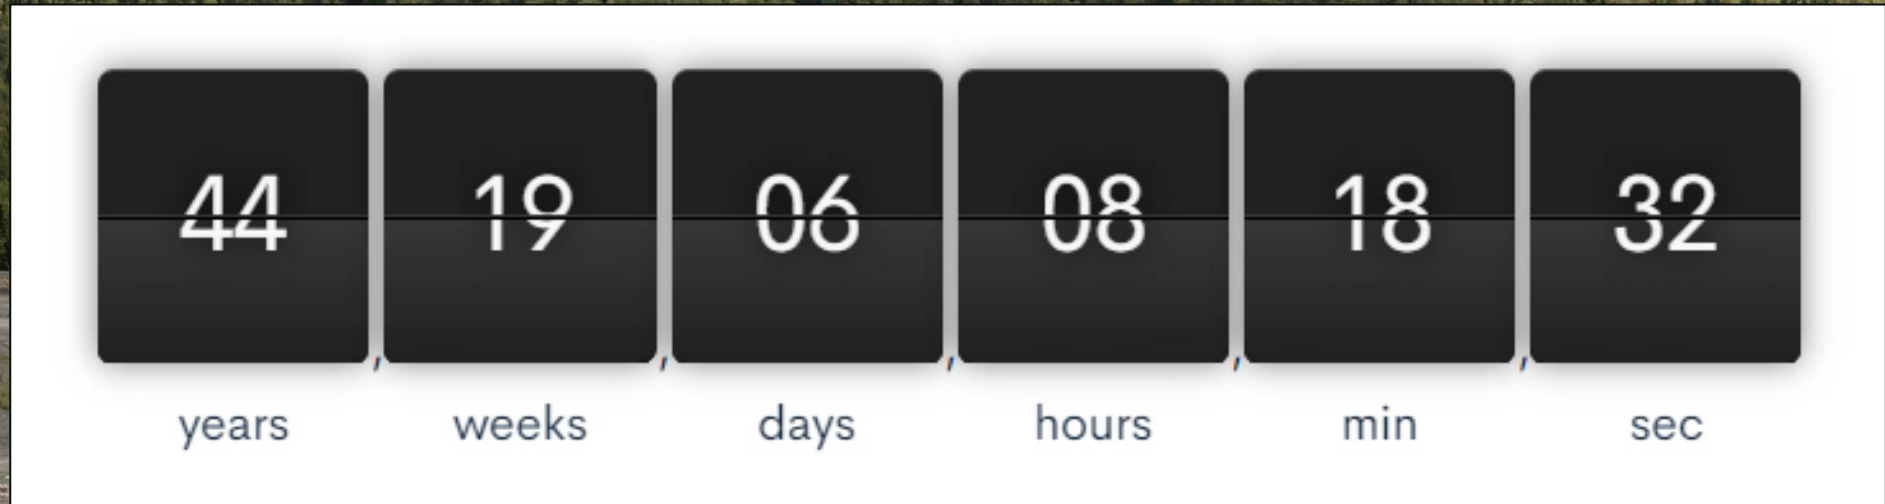 44 19 06 08 18 32
, , , , ,
years weeks days hours min sec